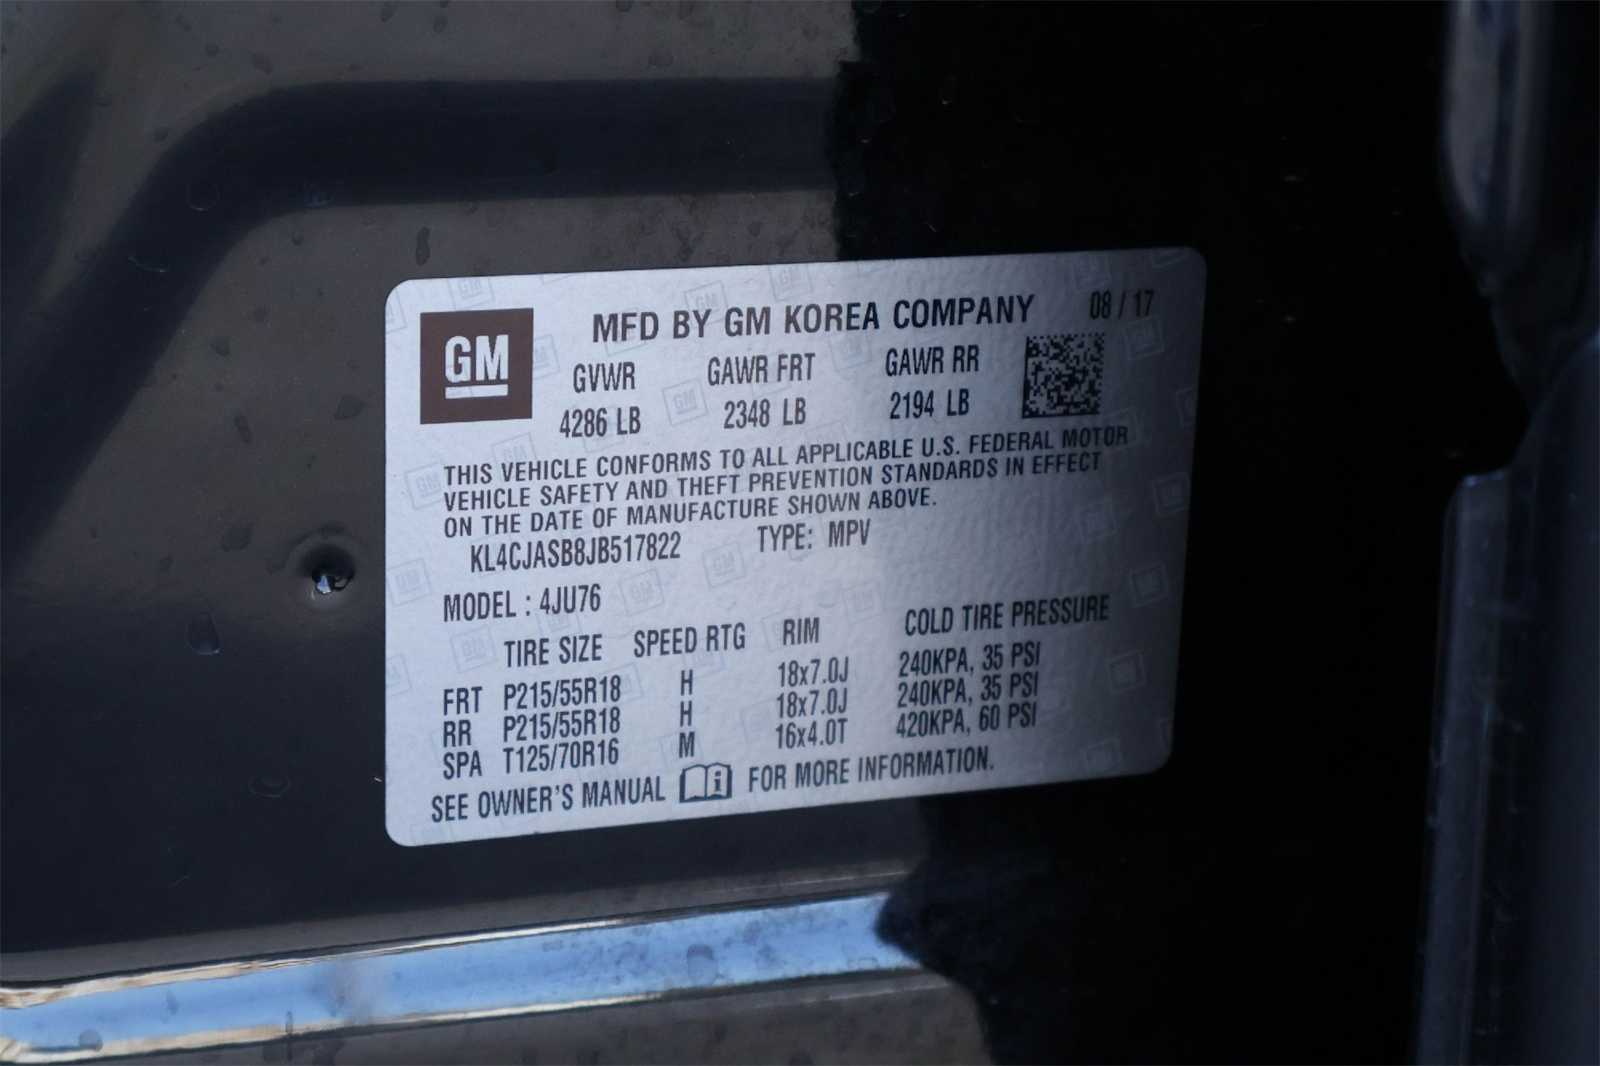 GM
MFD BY GM KOREA COMPANY 08 / 17
GVWR GAWR FRT GAWR RR
4286 LB 2348 LB 2194 LB
THIS VEHICLE CONFORMS TO ALL APPLICABLE U.S. FEDERAL MOTOR
VEHICLE SAFETY AND THEFT PREVENTION STANDARDS IN EFFECT
ON THE DATE OF MANUFACTURE SHOWN ABOVE.
KL4CJASB8JB517822 TYPE: MPV
MODEL : 4JU76
TIRE SIZE SPEED RTG RIM COLD TIRE PRESSURE
FRT P215/55R18 H 18x7.0J 240KPA, 35 PSI
RR P215/55R18 H 18x7.0J 240KPA, 35 PSI
SPA T125/70R16 M 16x4.0T 420KPA, 60 PSI
SEE OWNER'S MANUAL i FOR MORE INFORMATION.